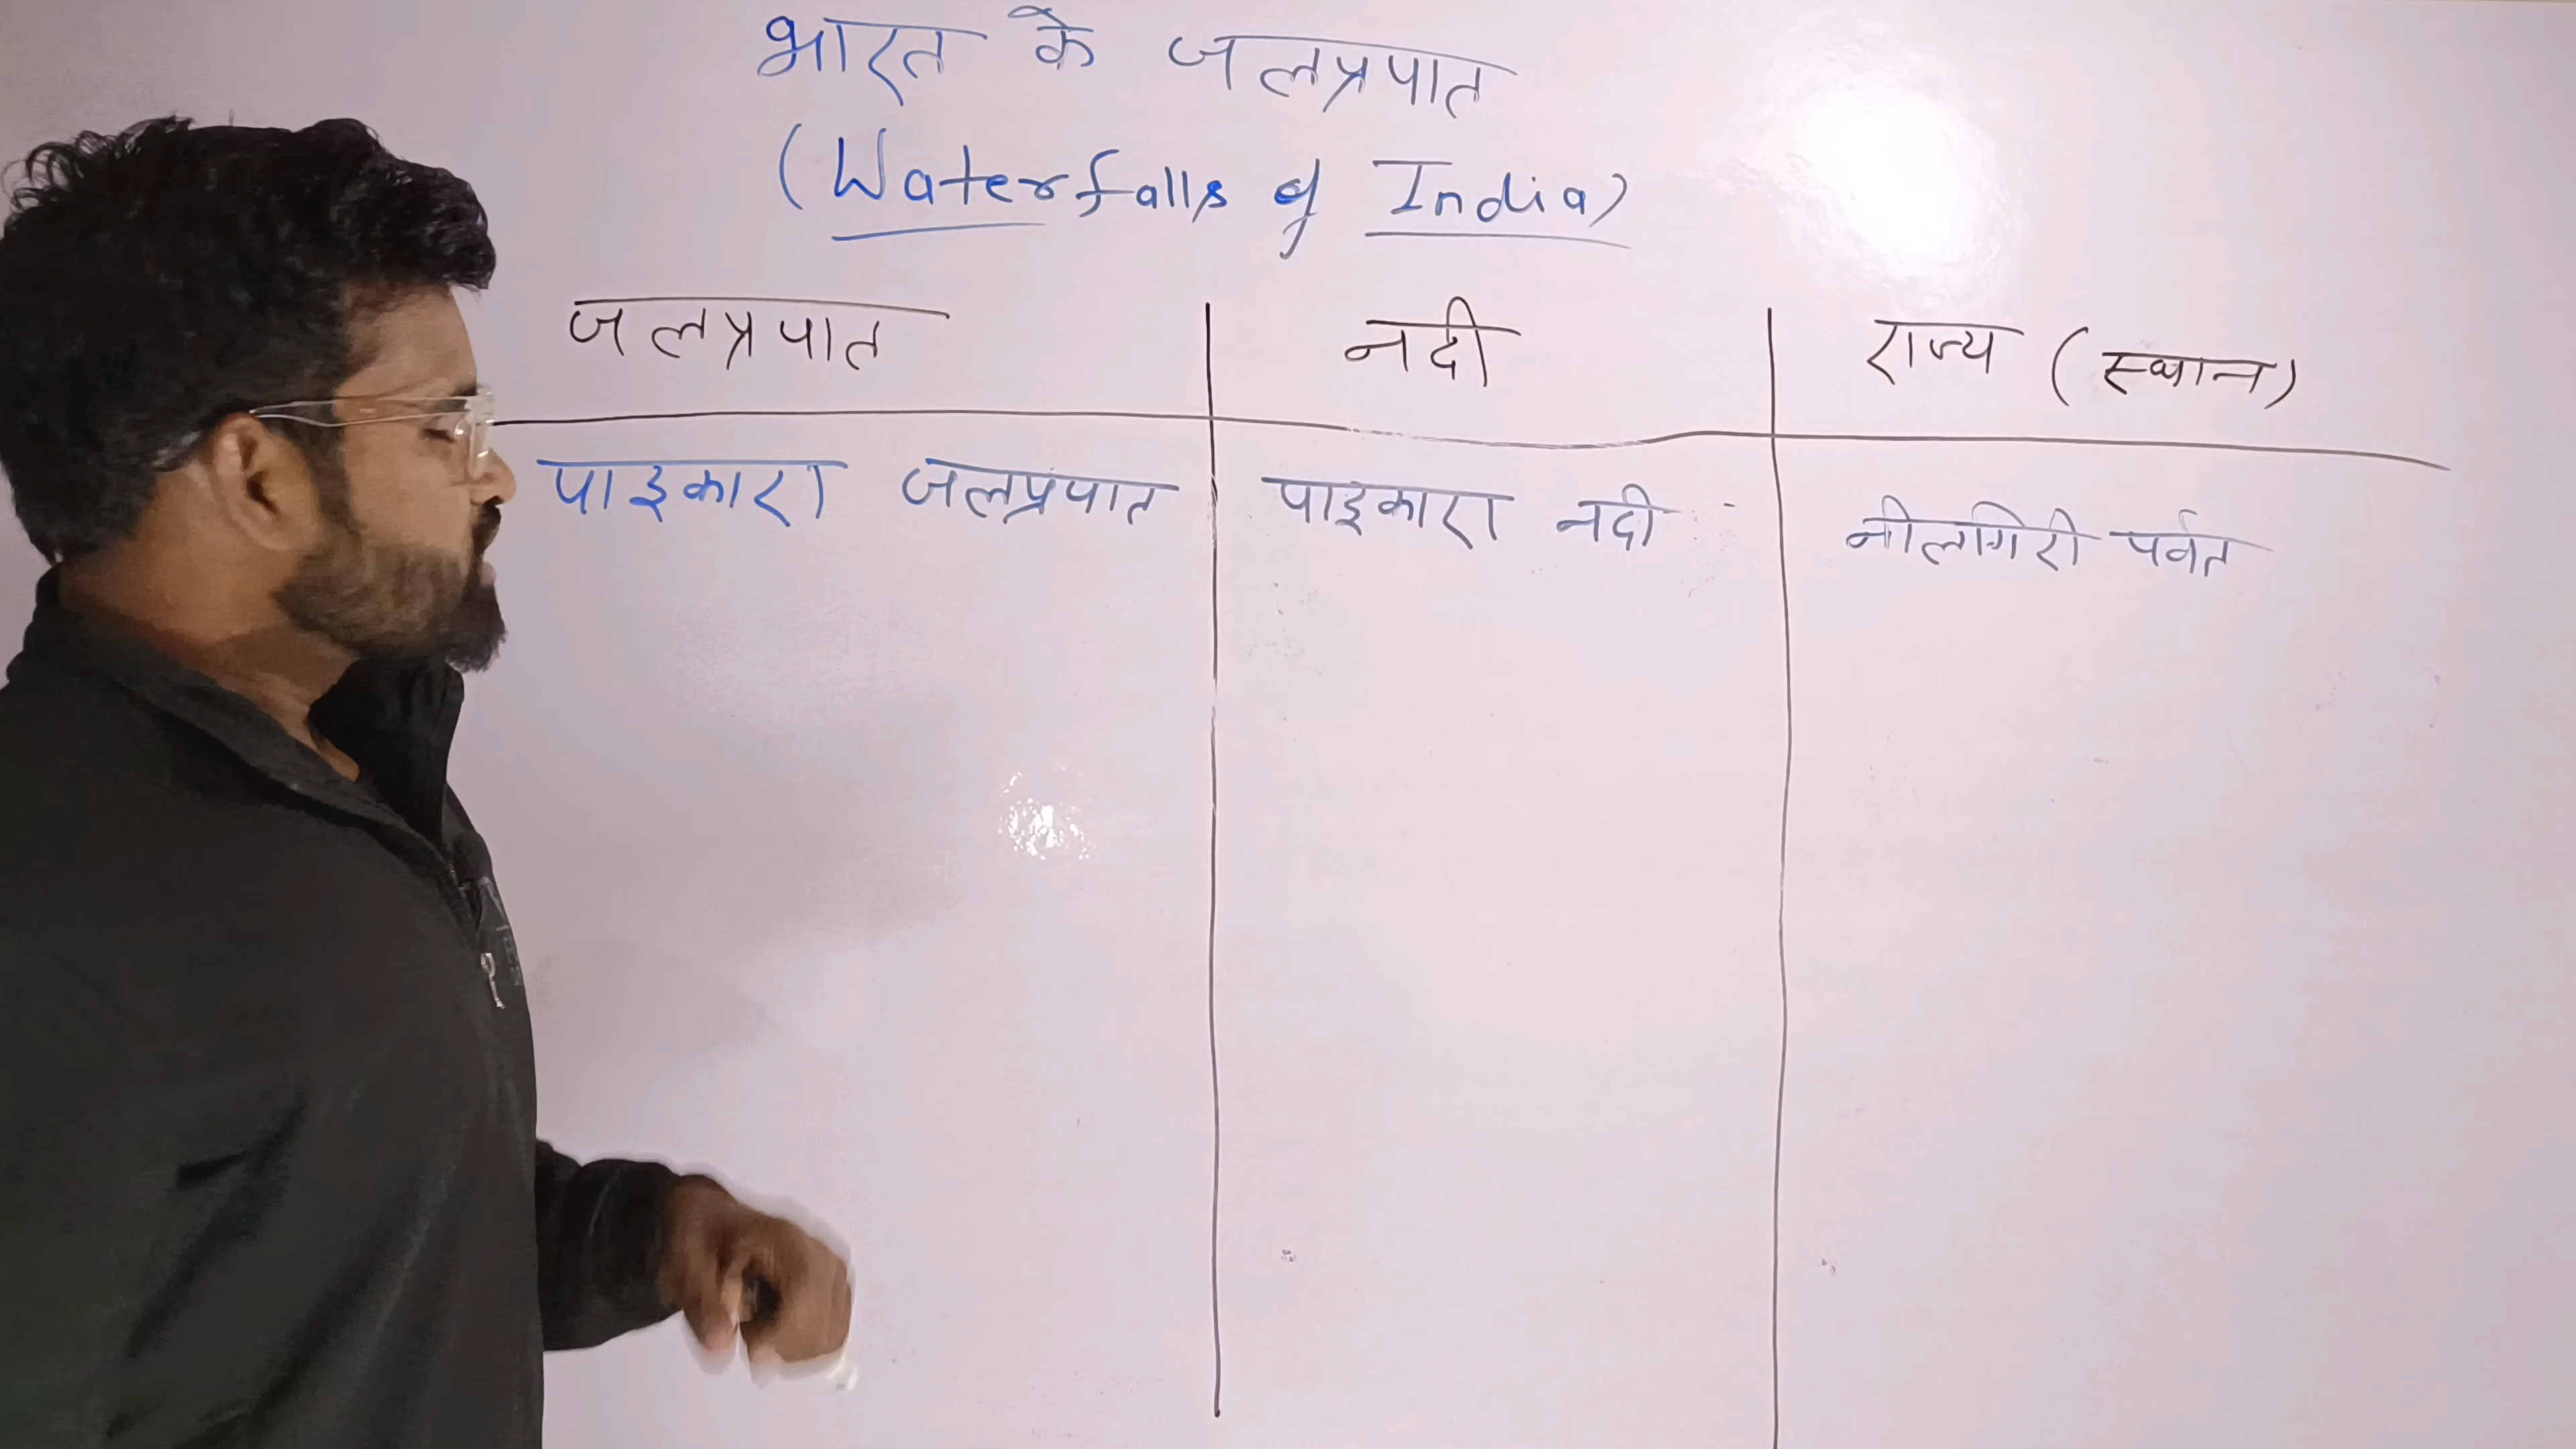 भारत के जलप्रपात
(Waterfalls of India)
जलप्रपात नदी राज्य (स्थान)
पाइकारा जलप्रपात पाइकारा नदी नीलगिरी पर्वत